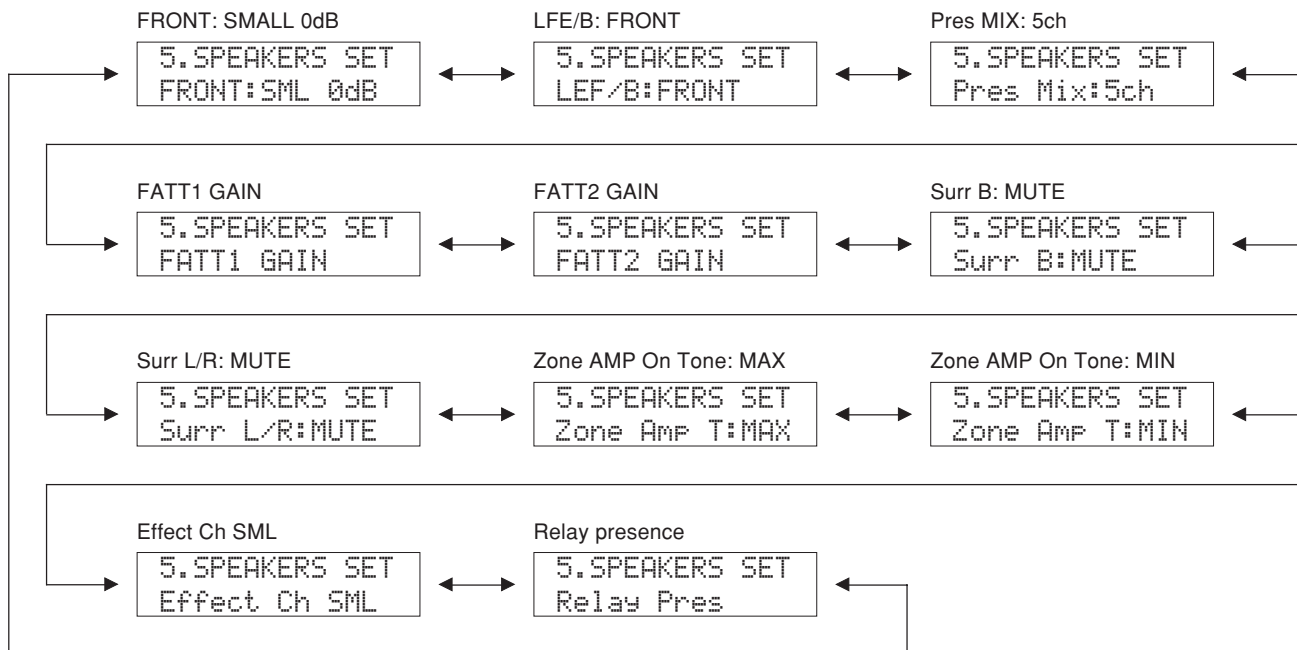 FRONT: SMALL 0dB
5.SPEAKERS SET
FRONT:SML 0dB
LFE/B: FRONT
5.SPEAKERS SET
LEF/B:FRONT
Pres MIX: 5ch
5.SPEAKERS SET
Pres Mix:5ch
FATT1 GAIN
5.SPEAKERS SET
FATT1 GAIN
FATT2 GAIN
5.SPEAKERS SET
FATT2 GAIN
Surr B: MUTE
5.SPEAKERS SET
Surr B:MUTE
Surr L/R: MUTE
5.SPEAKERS SET
Surr L/R:MUTE
Zone AMP On Tone: MAX
5.SPEAKERS SET
Zone Amp T:MAX
Zone AMP On Tone: MIN
5.SPEAKERS SET
Zone Amp T:MIN
Effect Ch SML
5.SPEAKERS SET
Effect Ch SML
Relay presence
5.SPEAKERS SET
Relay Pres